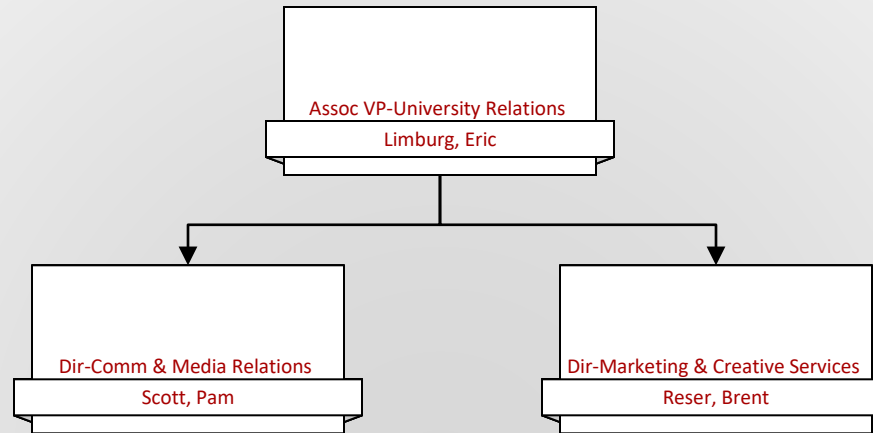 Assoc VP-University Relations
Limburg, Eric
Dir-Comm & Media Relations
Scott, Pam
Dir-Marketing & Creative Services
Reser, Brent